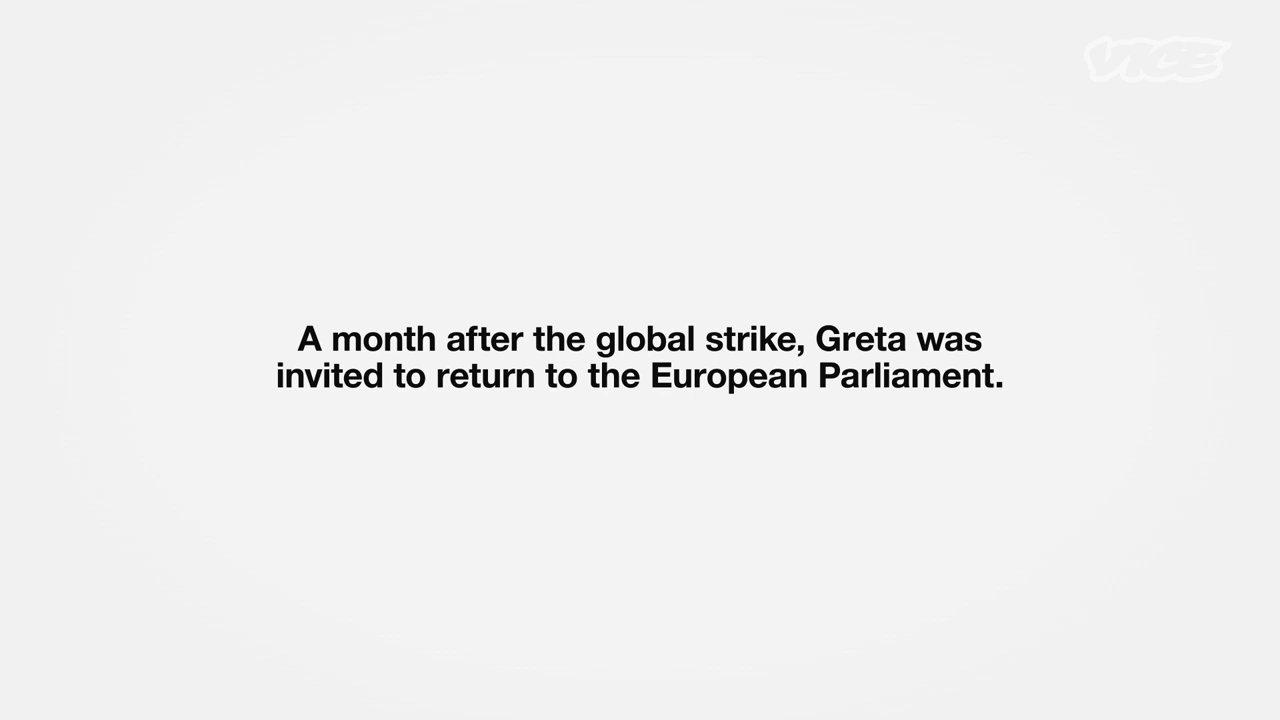 VICE
A month after the global strike, Greta was
invited to return to the European Parliament.